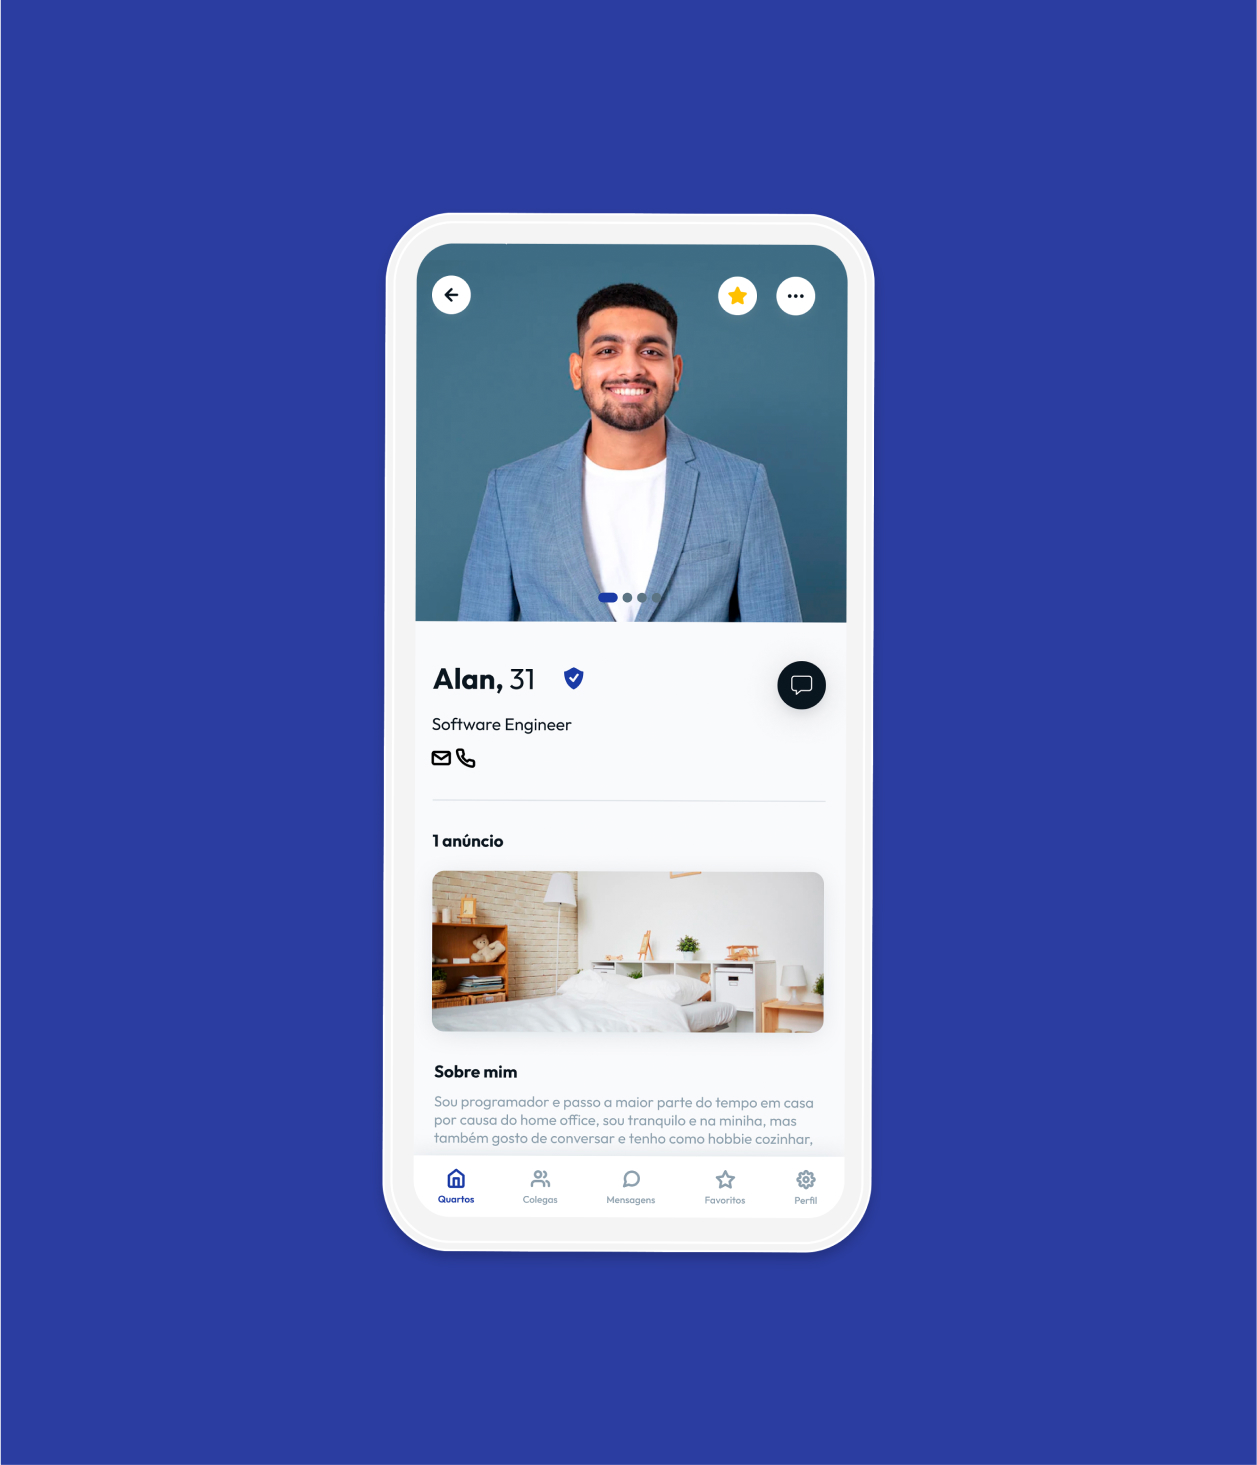 Alan, 31
Software Engineer
1 anúncio
Sobre mim
Sou programador e passo a maior parte do tempo em casa
por causa do home office, sou tranquilo e na miniha, mas
também gosto de conversar e tenho como hobbie cozinhar,
Quartos
Colegas
Mensagens
Favoritos
Perfil